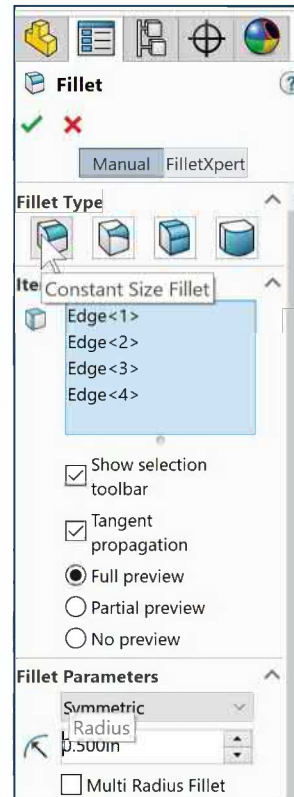 Fillet
?
Manual FilletXpert
Fillet Type
Constant Size Fillet
Edge<1>
Edge<2>
Edge<3>
Edge<4>
Show selection
toolbar
Tangent
propagation
Full preview
Partial preview
No preview
Fillet Parameters
Symmetric
Radius
0.500in
Multi Radius Fillet